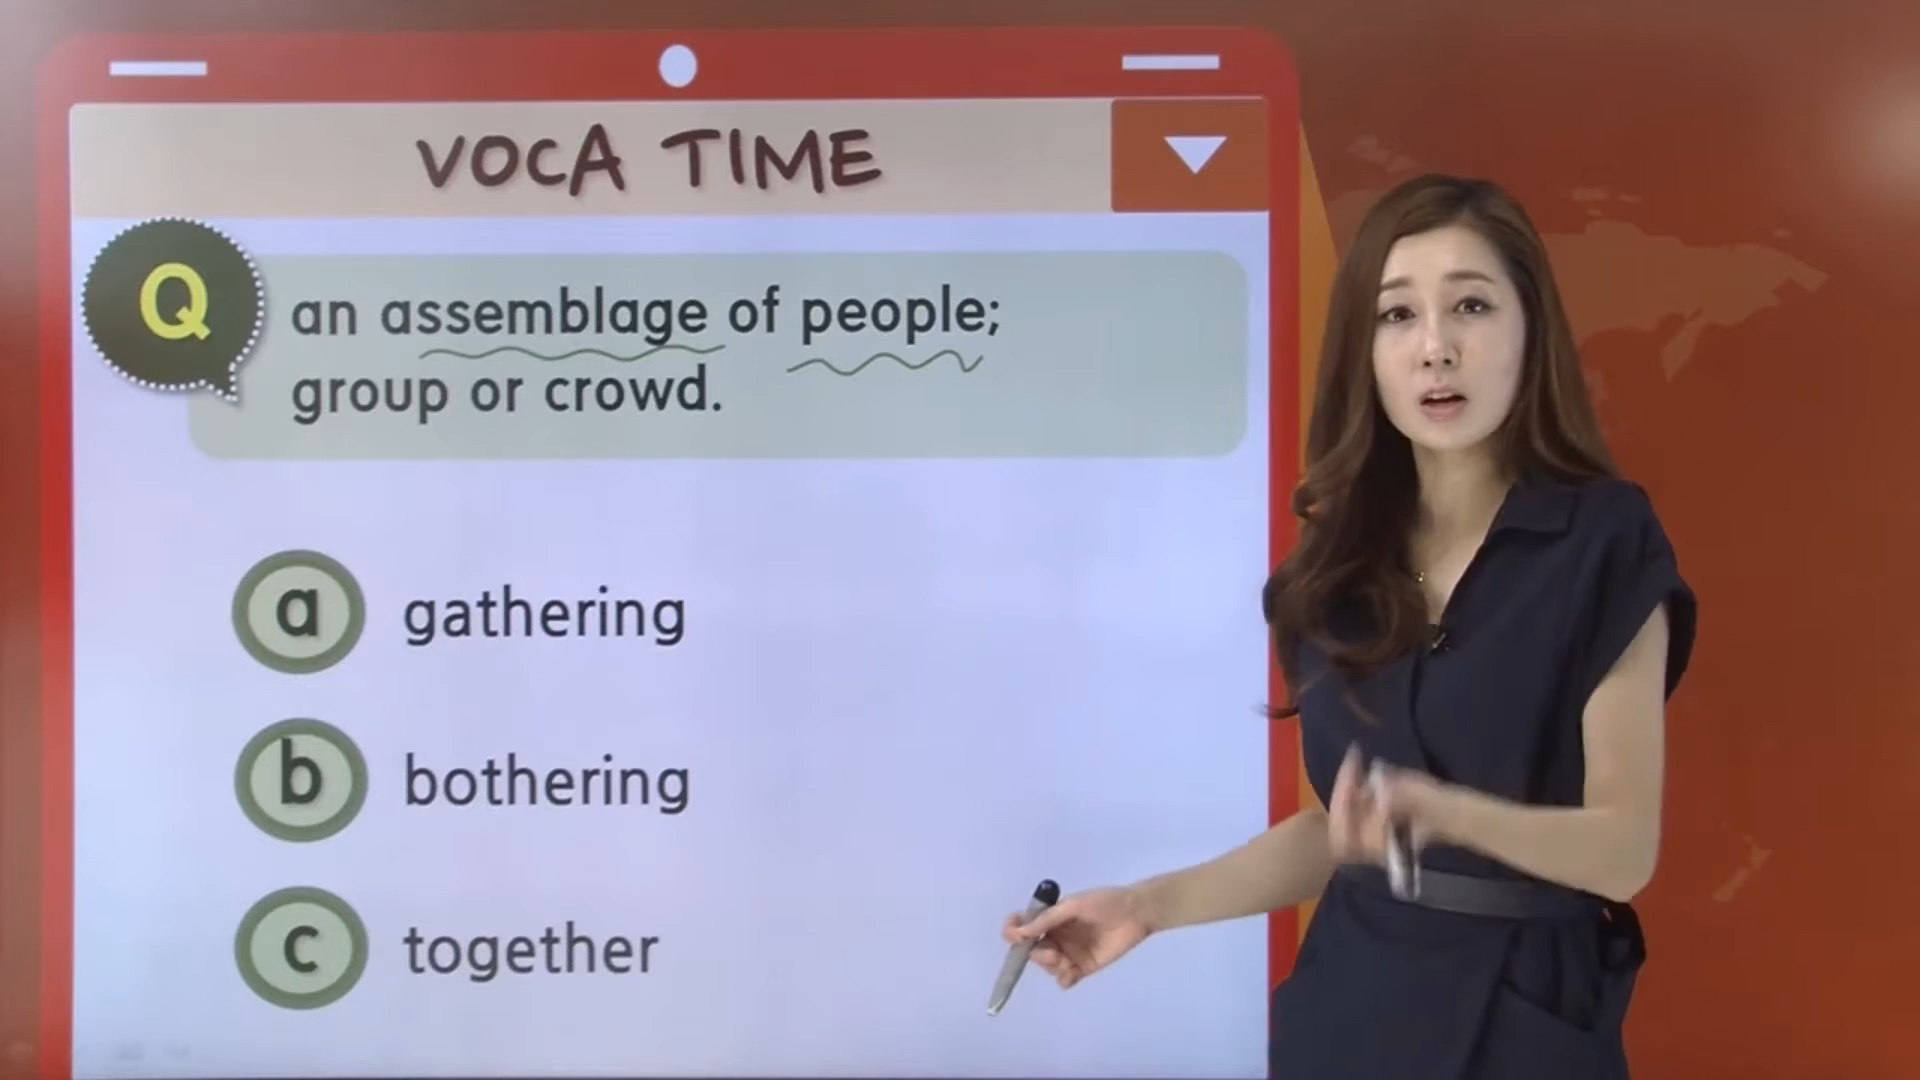 VOCA TIME
Q
an assemblage of people;
group or crowd.
a gathering
b bothering
c together